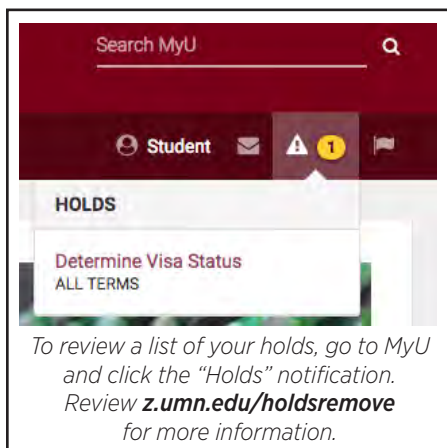 Search MyU
Student 1
HOLDS
Determine Visa Status
ALL TERMS
To review a list of your holds, go to MyU
and click the “Holds” notification.
Review z.umn.edu/holdsremove
for more information.